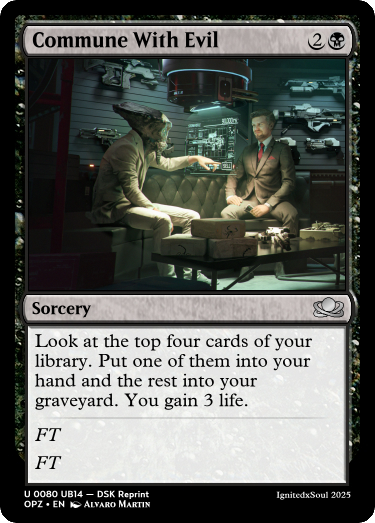 Commune With Evil 2
Sorcery
Look at the top four cards of your
library. Put one of them into your
hand and the rest into your
graveyard. You gain 3 life.
FT
FT
U 0080 UB14 — DSK Reprint
OPZ • EN Alvaro Martin
IgnitedxSoul 2025